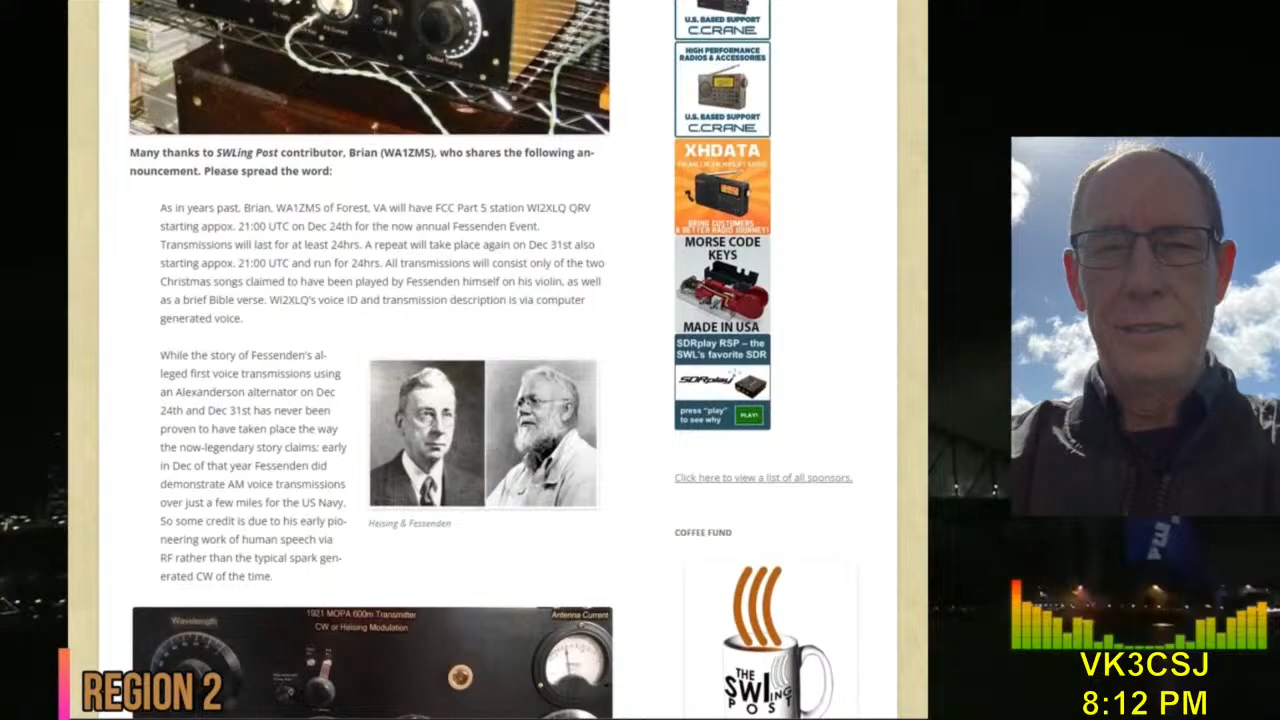 Output Tuning
Many thanks to SWLing Post contributor, Brian (WA1ZMS), who shares the following an-
nouncement. Please spread the word:
As in years past, Brian, WA1ZMS of Forest, VA will have FCC Part 5 station WI2XLQ QRV
starting appox. 21:00 UTC on Dec 24th for the now annual Fessenden Event.
Transmissions will last for at least 24hrs. A repeat will take place again on Dec 31st also
starting appox. 21:00 UTC and run for 24hrs. All transmissions will consist only of the two
Christmas songs claimed to have been played by Fessenden himself on his violin, as well
as a brief Bible verse. WI2XLQ's voice ID and transmission description is via computer
generated voice.
While the story of Fessenden's al-
leged first voice transmissions using
an Alexanderson alternator on Dec
24th and Dec 31st has never been
proven to have taken place the way
the now-legendary story claims; early
in Dec of that year Fessenden did
demonstrate AM voice transmissions
over just a few miles for the US Navy.
So some credit is due to his early pio-
neering work of human speech via
RF rather than the typical spark gen-
erated CW of the time.
Heising & Fessenden
1921 MOPA 600m Transmitter
CW or Heising Modulation
Wavelength
Antenna Current
U.S. BASED SUPPORT
C.CRANE
HIGH PERFORMANCE
RADIOS & ACCESSORIES
U.S. BASED SUPPORT
C.CRANE
XHDATA
BRING CUSTOMERS
A BETTER RADIO JOURNEY!
MORSE CODE
KEYS
MADE IN USA
SDRplay RSP – the
SWL's favorite SDR
SDRplay
press "play"
to see why
PLAY!
Click here to view a list of all sponsors.
COFFEE FUND
THE
SWLING
POST
REGION 2
VK3CSJ
8:12 PM